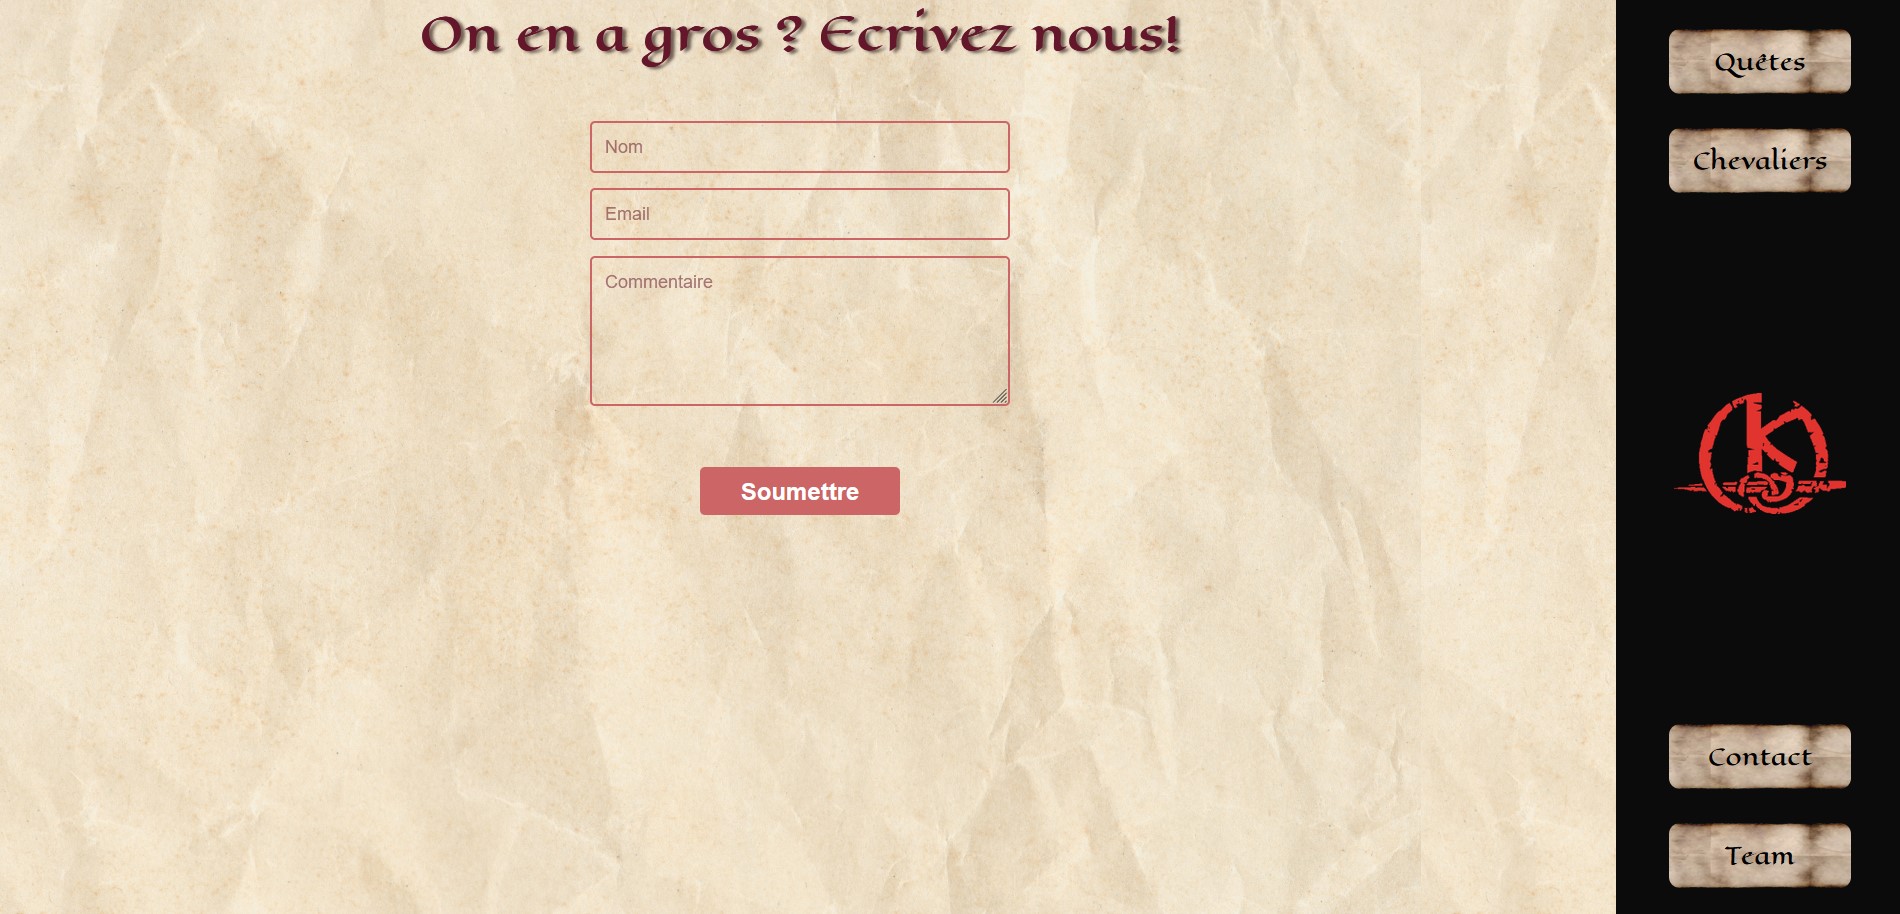 On en a gros ? Ecrivez nous!
Nom
Email
Commentaire
Soumettre
Quêtes
Chevaliers
K
Contact
Team